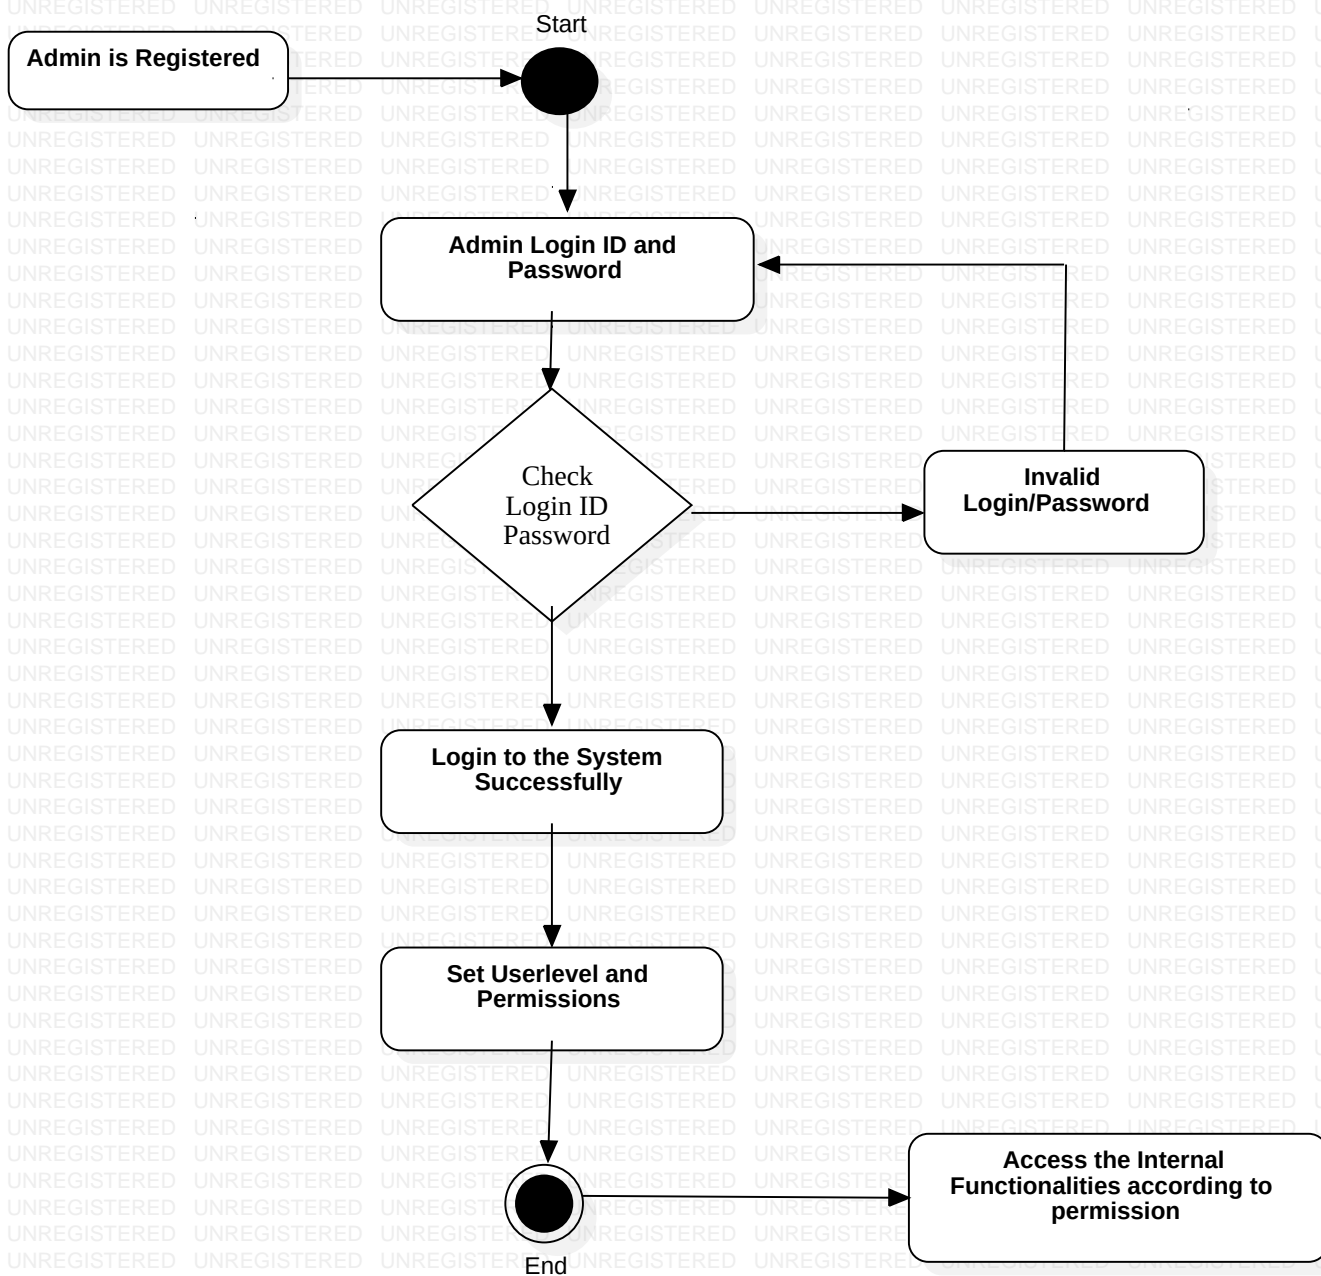 Start
Admin is Registered
Admin Login ID and
Password
Check
Login ID
Password
Invalid
Login/Password
Login to the System
Successfully
Set Userlevel and
Permissions
Access the Internal
Functionalities according to
permission
End
UNREGISTERED